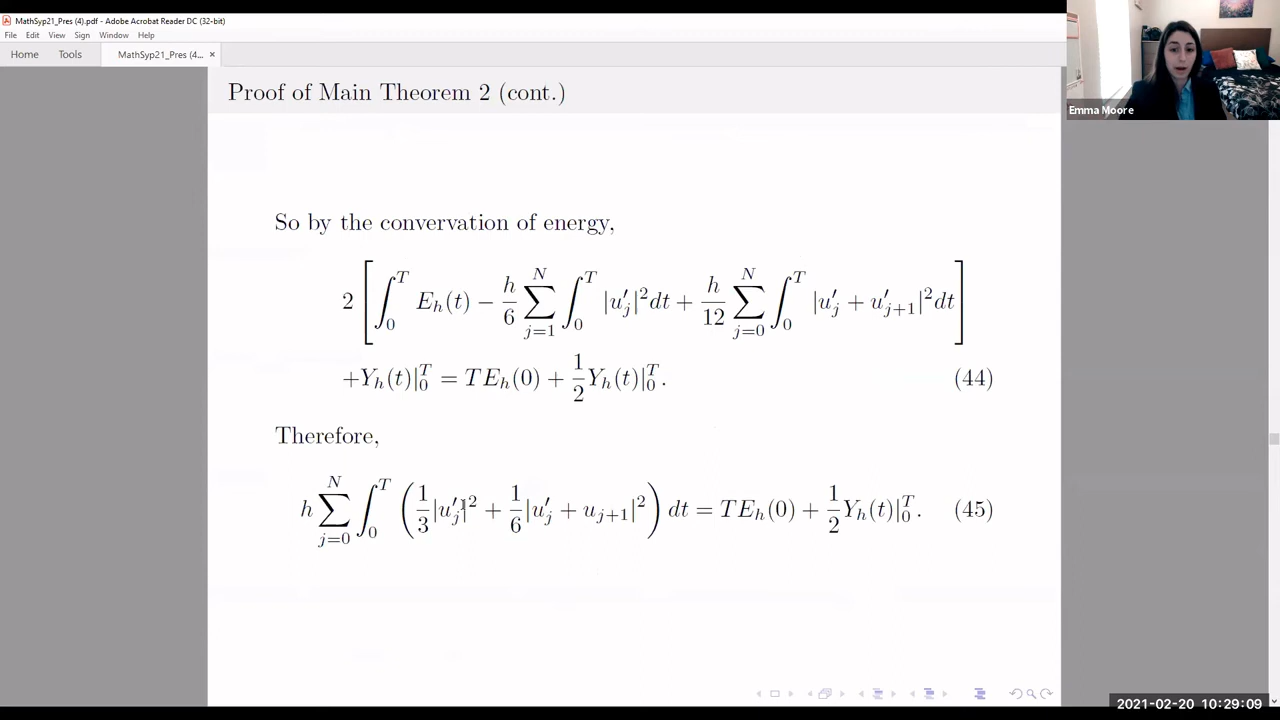 MathSyp21_Pres (4).pdf - Adobe Acrobat Reader DC (32-bit)
File Edit View Sign Window Help
Home Tools MathSyp21_Pres (4... ×
Emma Moore
Proof of Main Theorem 2 (cont.)
So by the convervation of energy,
2 [ ∫_0^T E_h(t) − h/6 ∑_{j=1}^N ∫_0^T |u′_j|^2 dt + h/12 ∑_{j=0}^N ∫_0^T |u′_j + u′_{j+1}|^2 dt ]
+Y_h(t)|_0^T = TE_h(0) + 1/2 Y_h(t)|_0^T. (44)
Therefore,
h ∑_{j=0}^N ∫_0^T ( 1/3 |u′_j|^2 + 1/6 |u′_j + u_{j+1}|^2 ) dt = TE_h(0) + 1/2 Y_h(t)|_0^T. (45)
2021-02-20 10:29:09